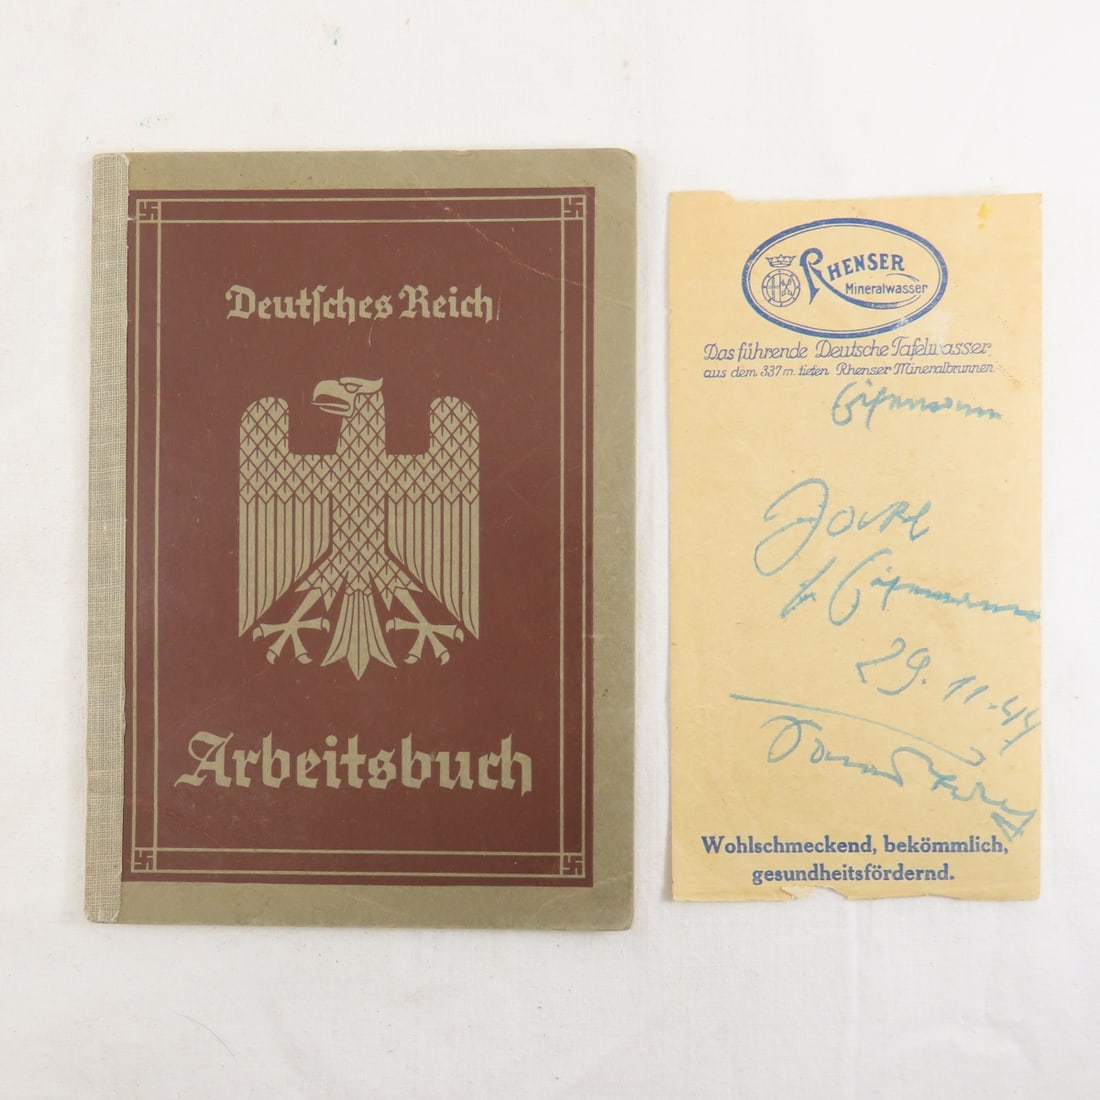 Deutsches Reich
Arbeitsbuch
RHENSER
Mineralwasser
Das führende Deutsche Tafelwasser
aus dem 337 m. tiefen Rhenser Mineralbrunnen
29.11.44
Wohlschmeckend, bekömmlich,
gesundheitsfördernd.